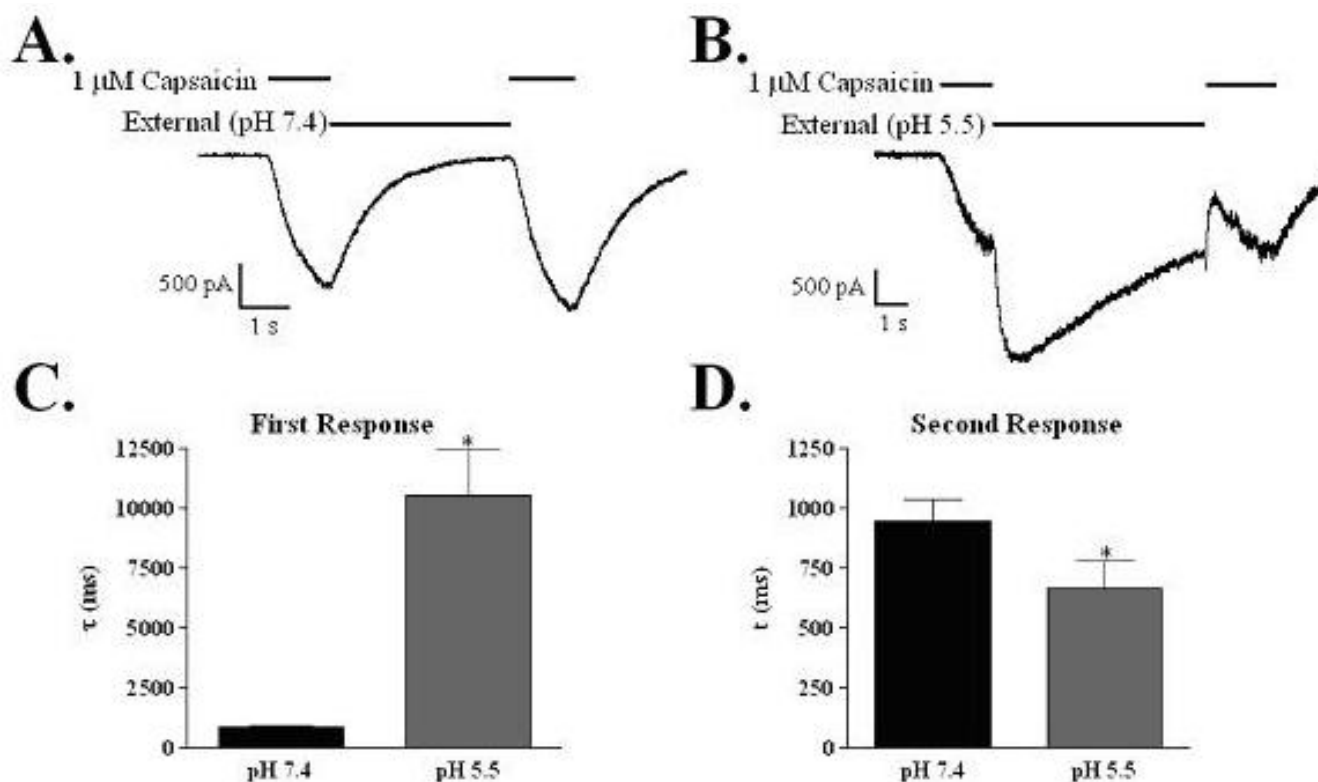 A.
1 μM Capsaicin
External (pH 7.4)
500 pA
1 s
B.
1 μM Capsaicin
External (pH 5.5)
500 pA
1 s
C.
First Response
*
12500
10000
7500
5000
2500
0
τ (ms)
pH 7.4
pH 5.5
D.
Second Response
*
1250
1000
750
500
250
0
t (ms)
pH 7.4
pH 5.5